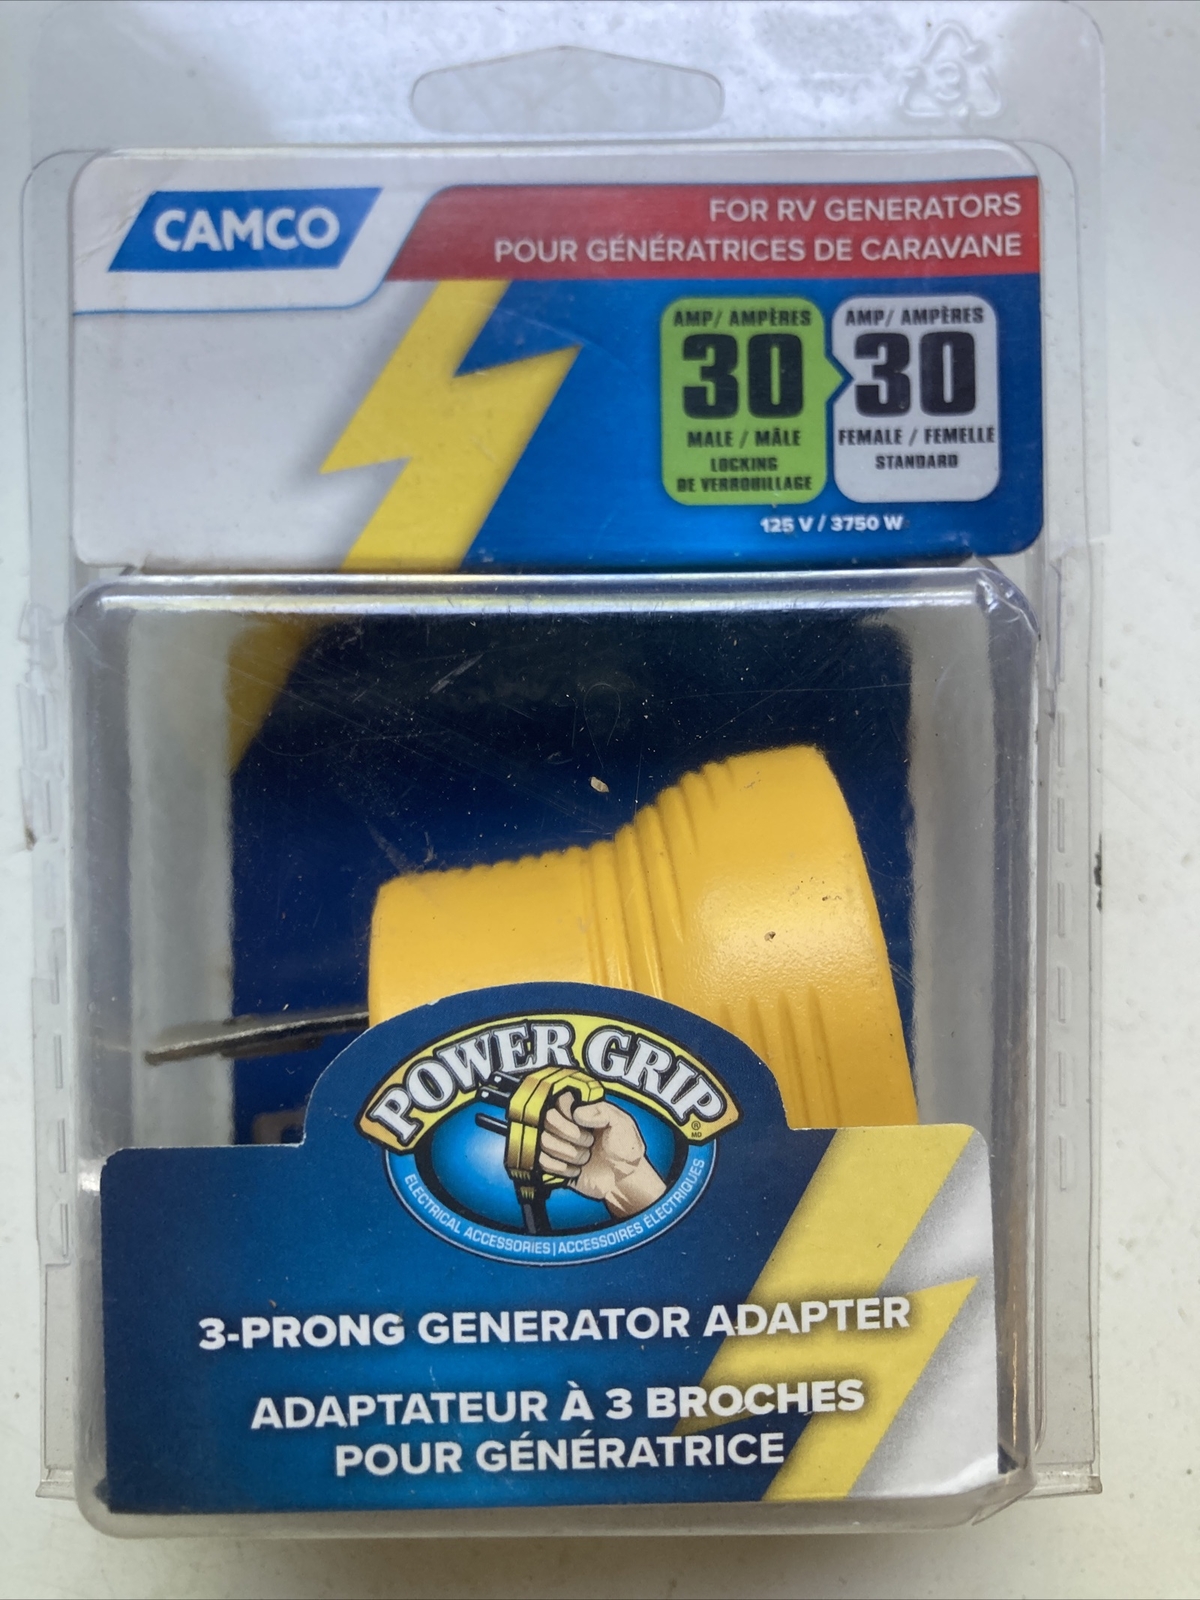 CAMCO
FOR RV GENERATORS
POUR GÉNÉRATRICES DE CARAVANE
AMP/ AMPÈRES
30
MALE / MÂLE
LOCKING
DE VERROUILLAGE
AMP/ AMPÈRES
30
FEMALE / FEMELLE
STANDARD
125 V / 3750 W
POWER GRIP
®
MD
ELECTRICAL ACCESSORIES | ACCESSOIRES ÉLECTRIQUES
3-PRONG GENERATOR ADAPTER
ADAPTATEUR À 3 BROCHES
POUR GÉNÉRATRICE